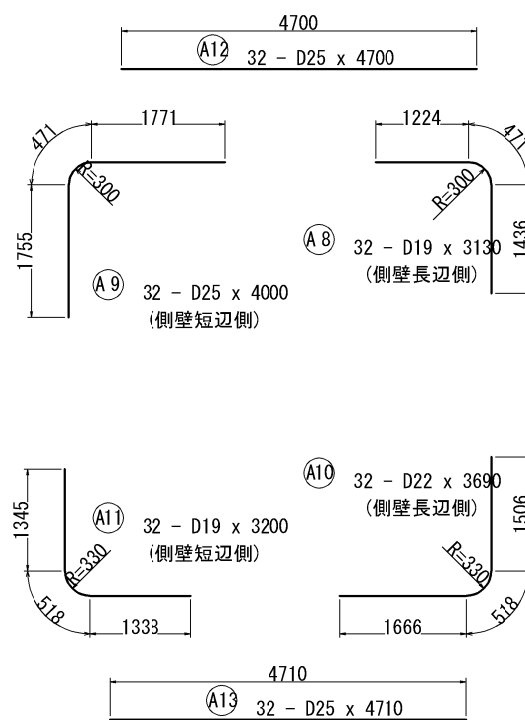 4700
A12 32 - D25 x 4700
471
1771
R=300
1755
A9 32 - D25 x 4000
(側壁短辺側)
1224
471
R=300
1436
A8 32 - D19 x 3130
(側壁長辺側)
1345
A11 32 - D19 x 3200
(側壁短辺側)
R=330
518
1333
A10 32 - D22 x 3690
(側壁長辺側)
1506
R=330
518
1666
4710
A13 32 - D25 x 4710